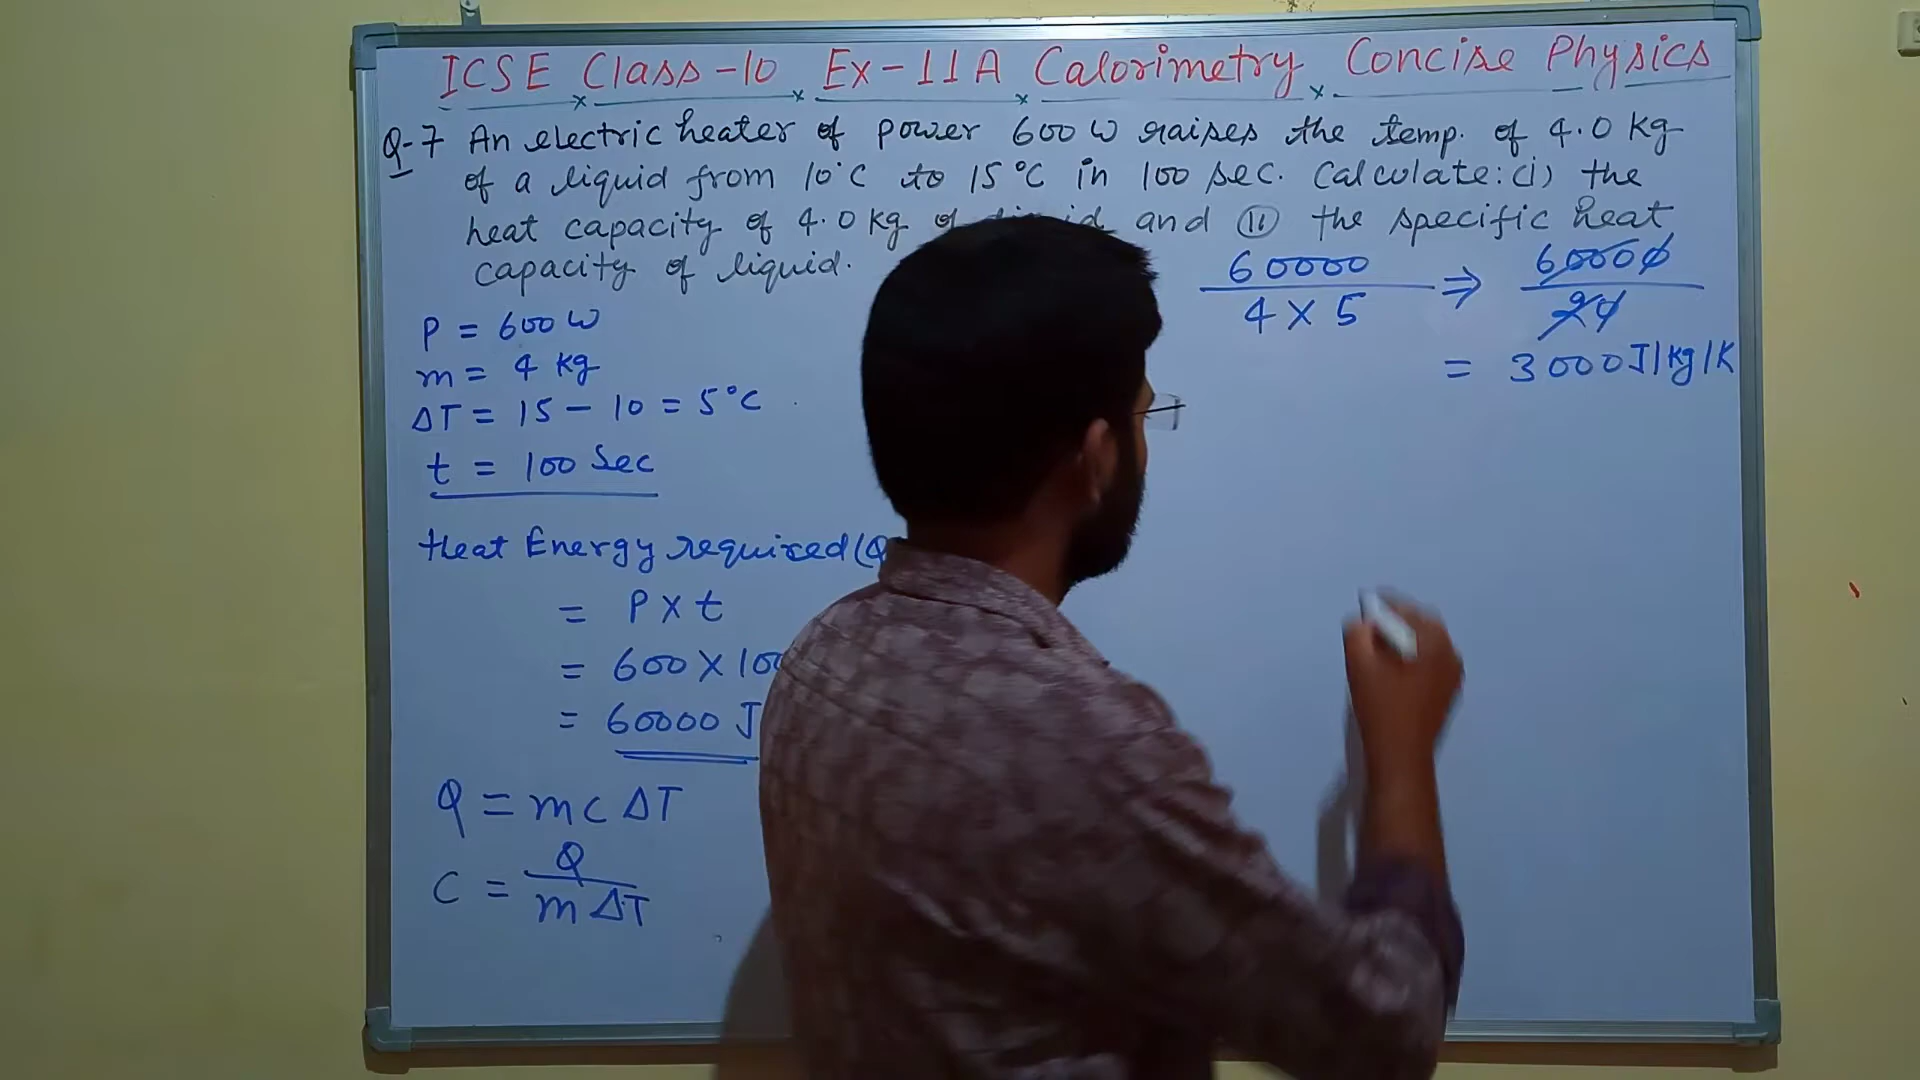 ICSE Class-10 Ex-11A Calorimetry Concise Physics
Q-7 An electric heater of power 600 W raises the temp. of 4.0 kg
of a liquid from 10°C to 15°C in 100 sec. Calculate: (i) the
heat capacity of 4.0 kg and (ii) the specific heat
capacity of liquid.
P = 600 W
m = 4 kg
ΔT = 15 - 10 = 5°C
t = 100 Sec
Heat Energy required (Q
= P X t
= 600 X 100
= 60000 J
Q = mcΔT
C = Q / mΔT
60000 / 4 X 5 ⇒ 60000 / 20
= 3000 J/kg/K